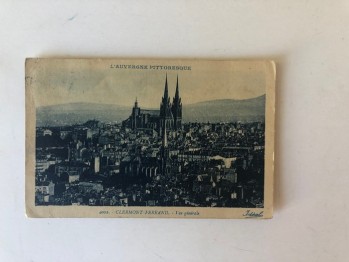 L'AUVERGNE PITTORESQUE
CLERMONT-FERRAND. - Vue générale